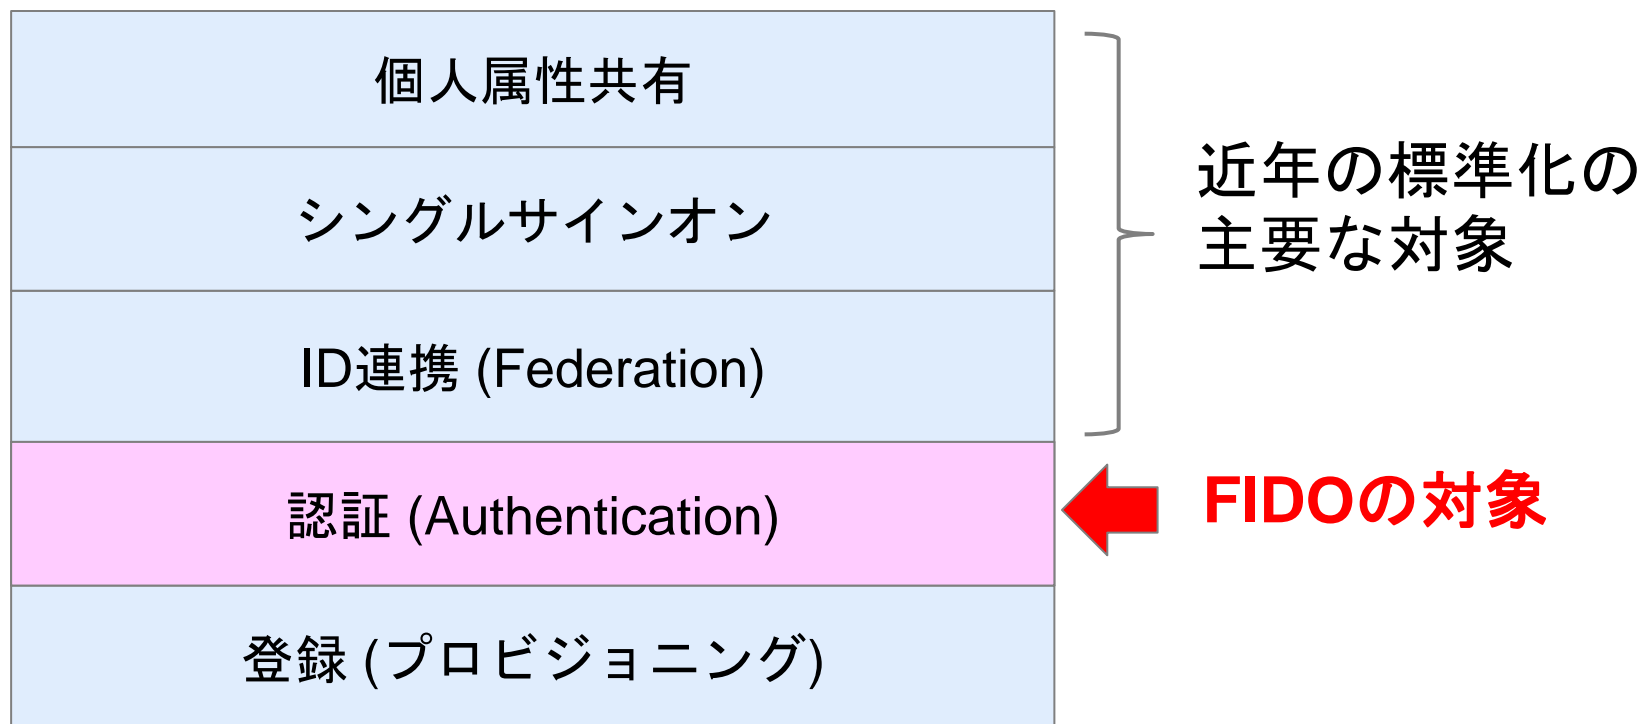 個人属性共有
シングルサインオン
ID連携 (Federation)
認証 (Authentication)
登録 (プロビジョニング)
近年の標準化の
主要な対象
FIDOの対象